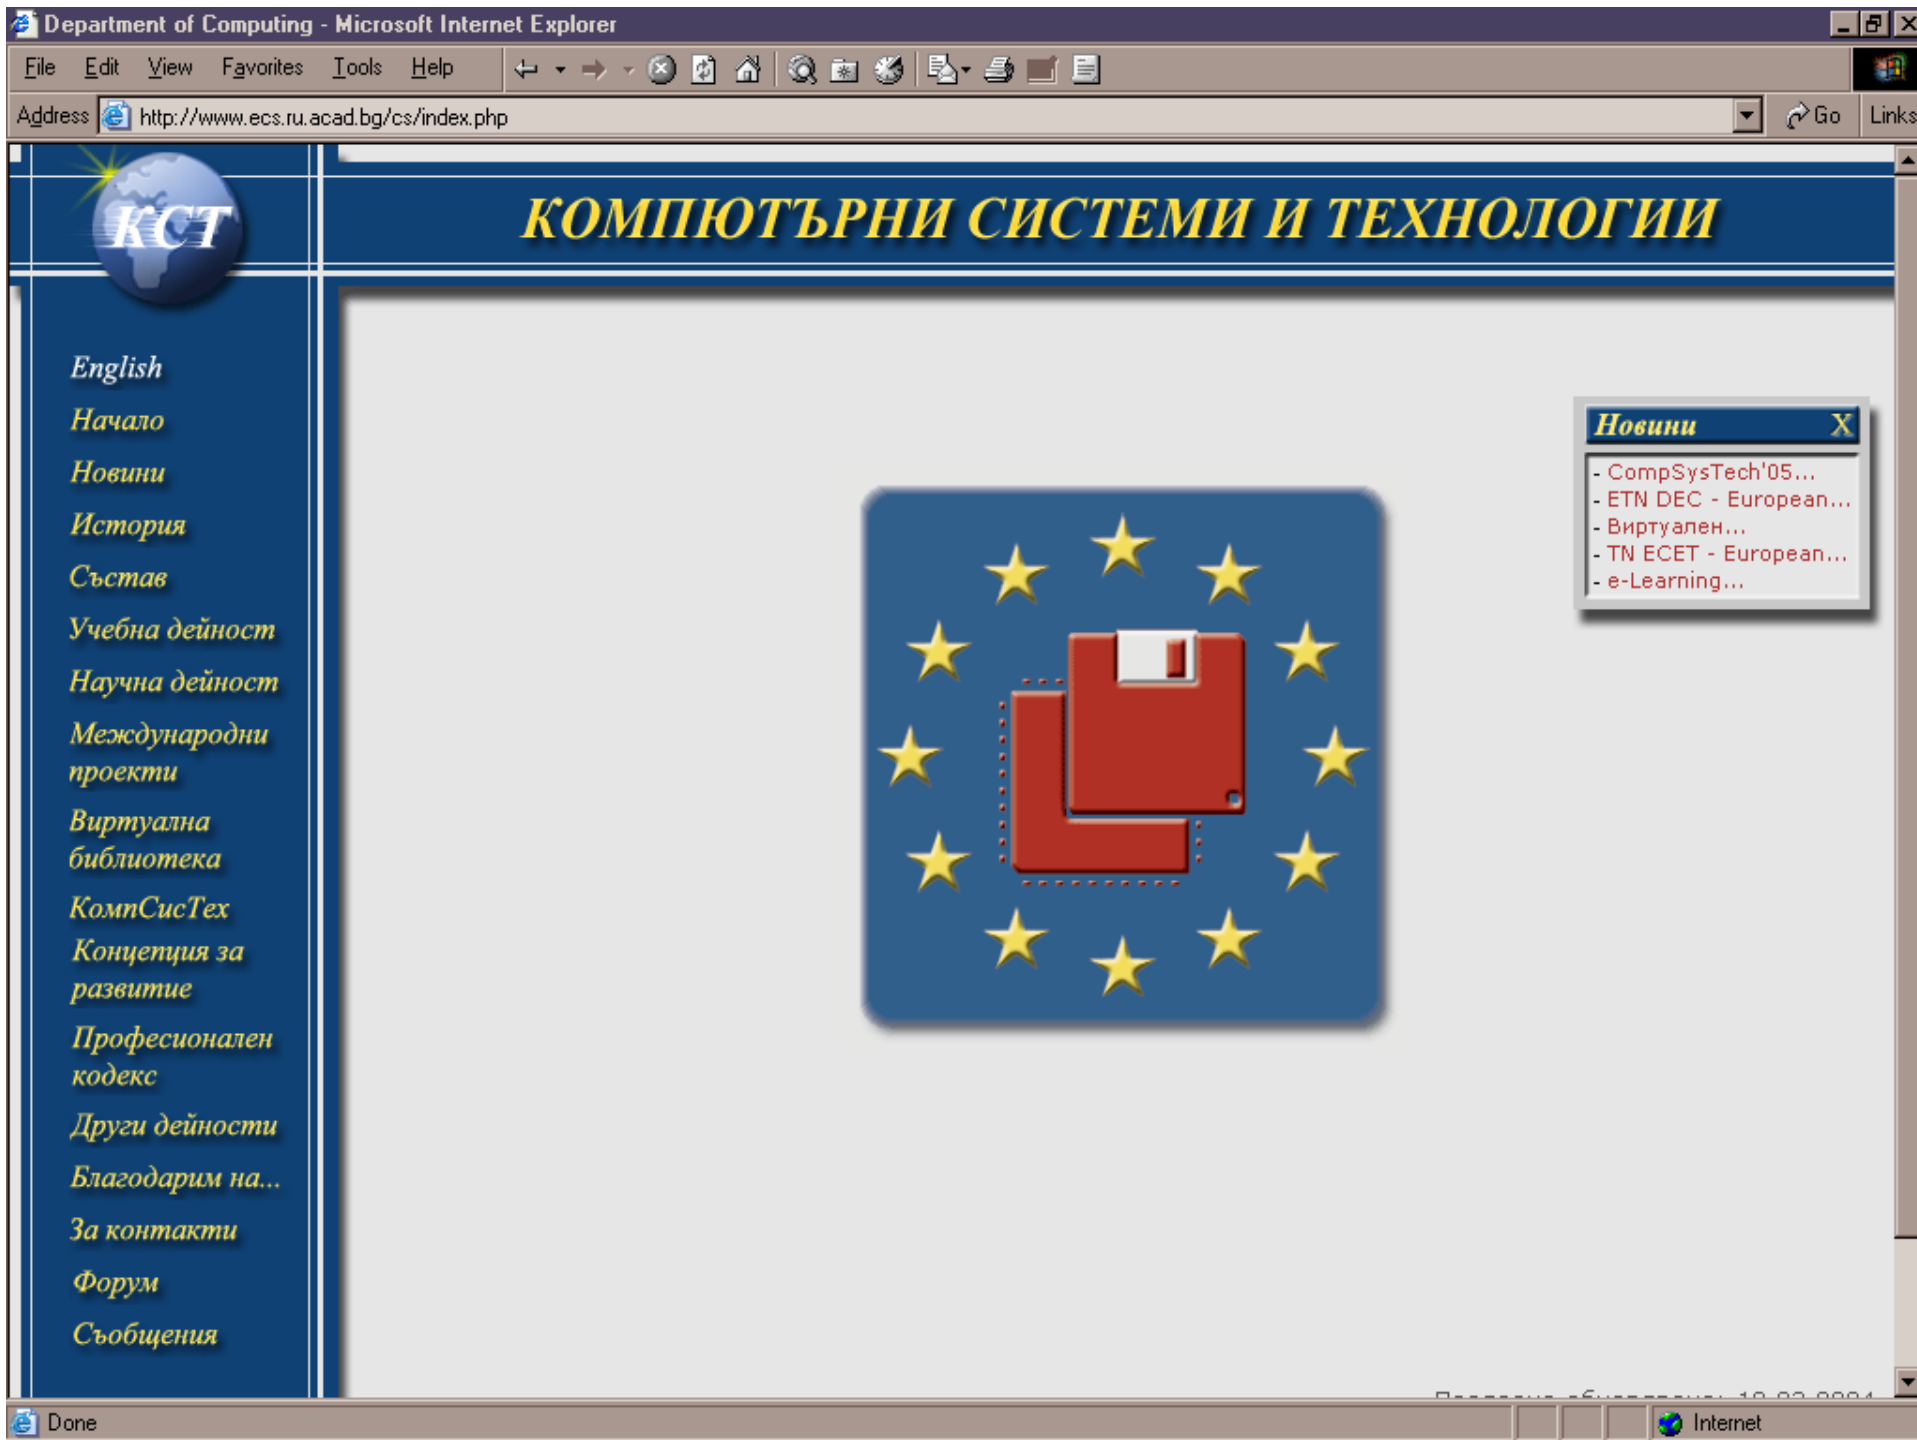 Department of Computing - Microsoft Internet Explorer
File Edit View Favorites Tools Help
Address http://www.ecs.ru.acad.bg/cs/index.php Go Links
КСТ
КОМПЮТЪРНИ СИСТЕМИ И ТЕХНОЛОГИИ
English
Начало
Новини
История
Състав
Учебна дейност
Научна дейност
Международни
проекти
Виртуална
библиотека
КомпСисТех
Концепция за
развитие
Професионален
кодекс
Други дейности
Благодарим на...
За контакти
Форум
Съобщения
Новини X
- CompSysTech'05...
- ETN DEC - European...
- Виртуален...
- TN ECET - European...
- e-Learning...
Done Internet